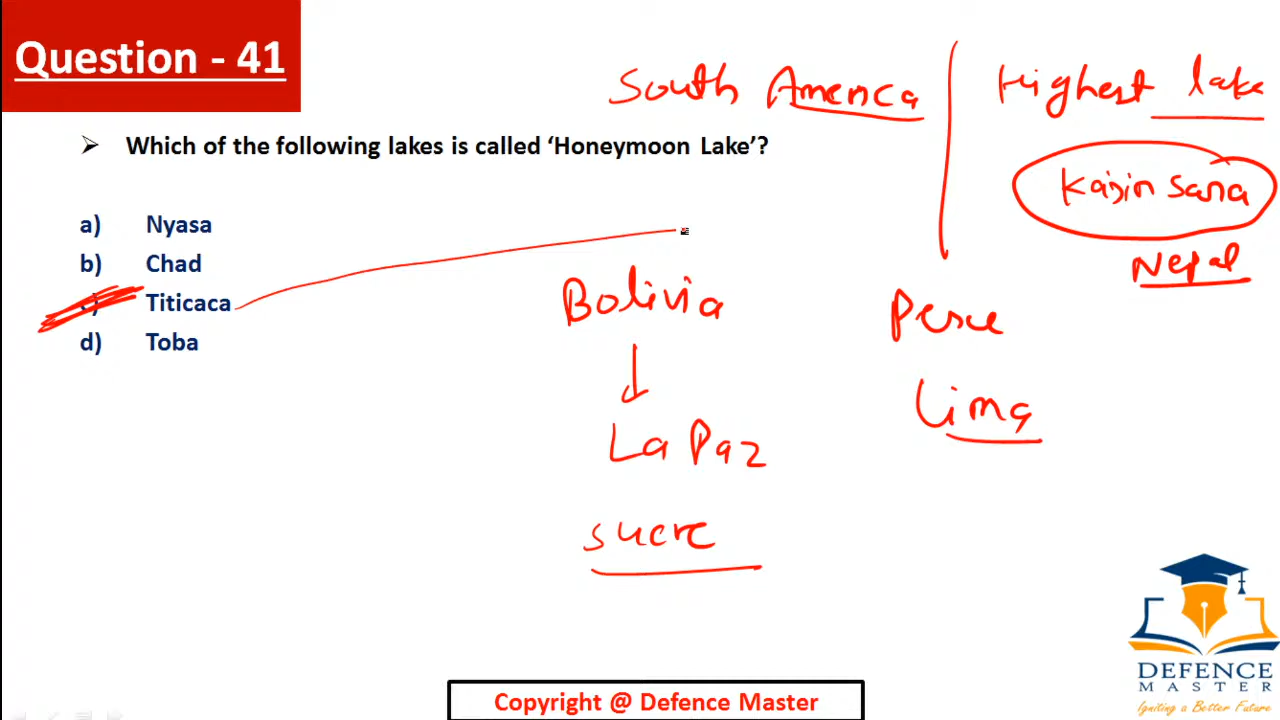 Question - 41
South America
Highest lake
➢ Which of the following lakes is called ‘Honeymoon Lake’?
Kajin Sara
Nepal
a) Nyasa
b) Chad
c) Titicaca
d) Toba
Bolivia
Peru
Lima
La Paz
sucre
DEFENCE
MASTER
Igniting a Better Future
Copyright @ Defence Master